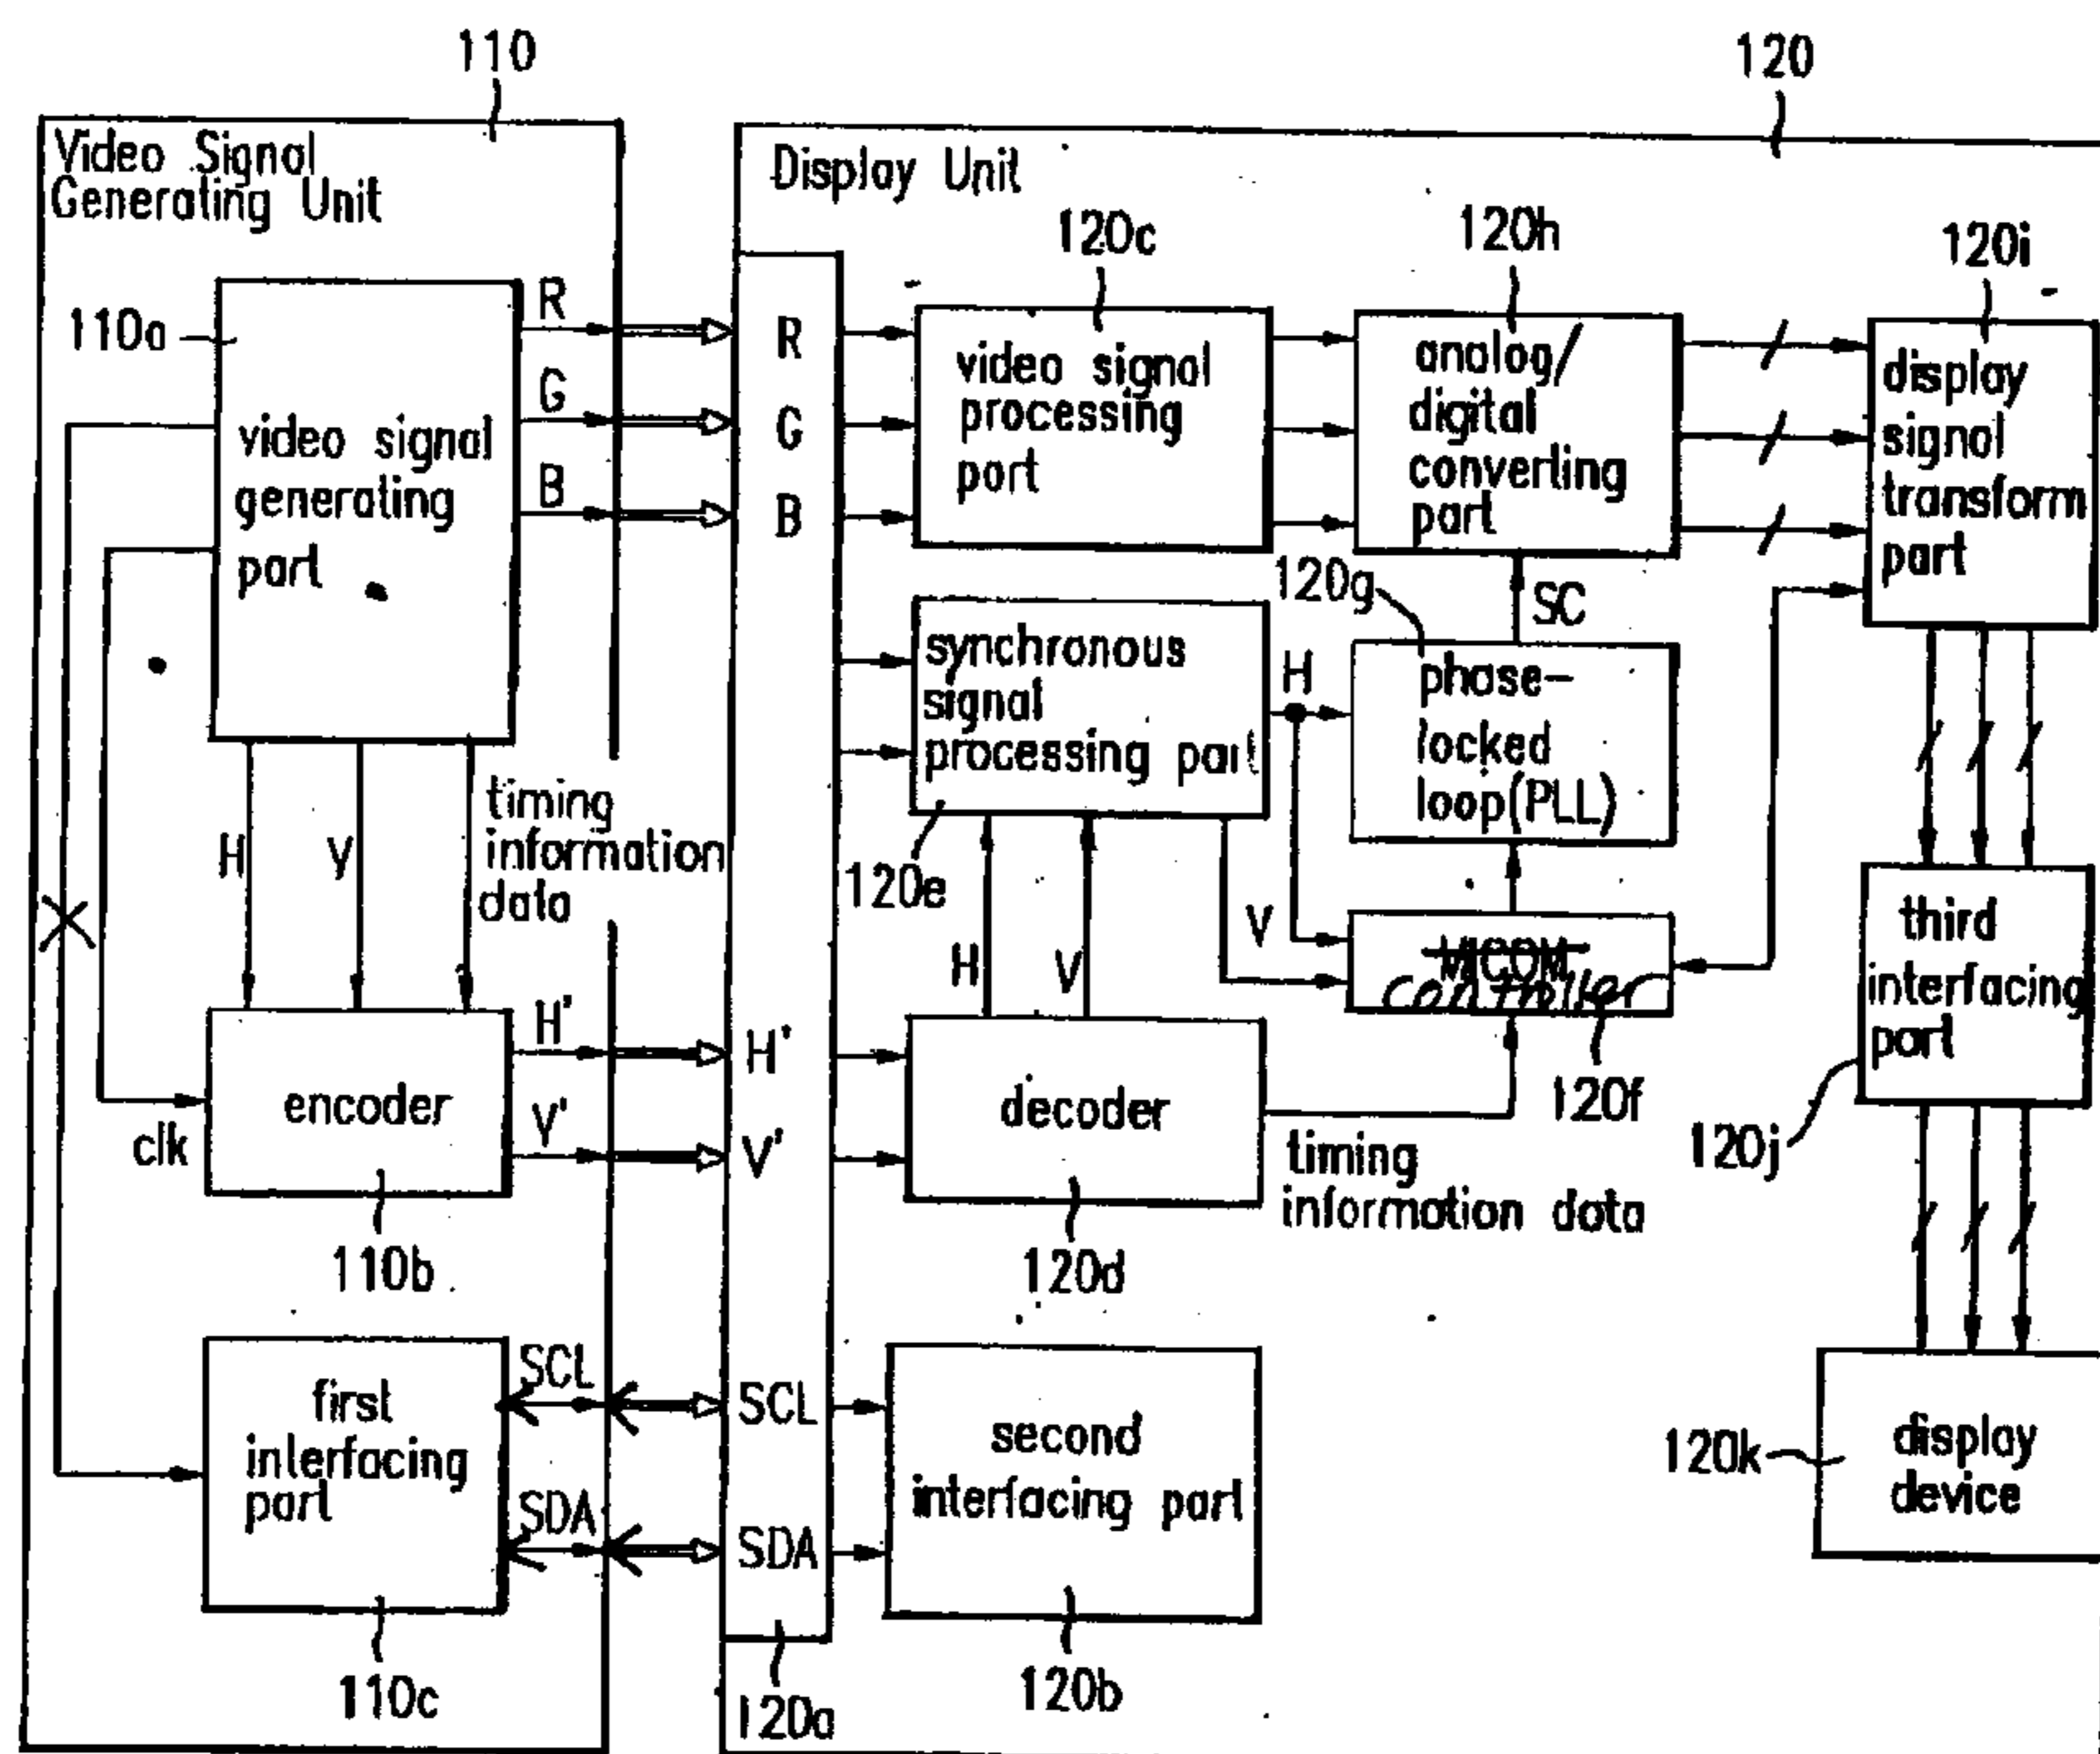 110
120
Video Signal
Generating Unit
Display Unit
120c
120h
120i
110a
R
G
B
R
G
B
video signal
generating
part
video signal
processing
part
analog/
digital
converting
part
display
signal
transform
part
120g
SC
synchronous
signal
processing part
H
phase-
locked
loop(PLL)
timing
information
data
H
V
120e
V
MICOM
controller
third
interfacing
part
H
V
H'
V'
H'
V'
encoder
clk
decoder
120f
120j
timing
information data
110b
120d
SCL
SDA
SCL
SDA
first
interfacing
part
second
interfacing part
120k
display
device
110c
120a
120b